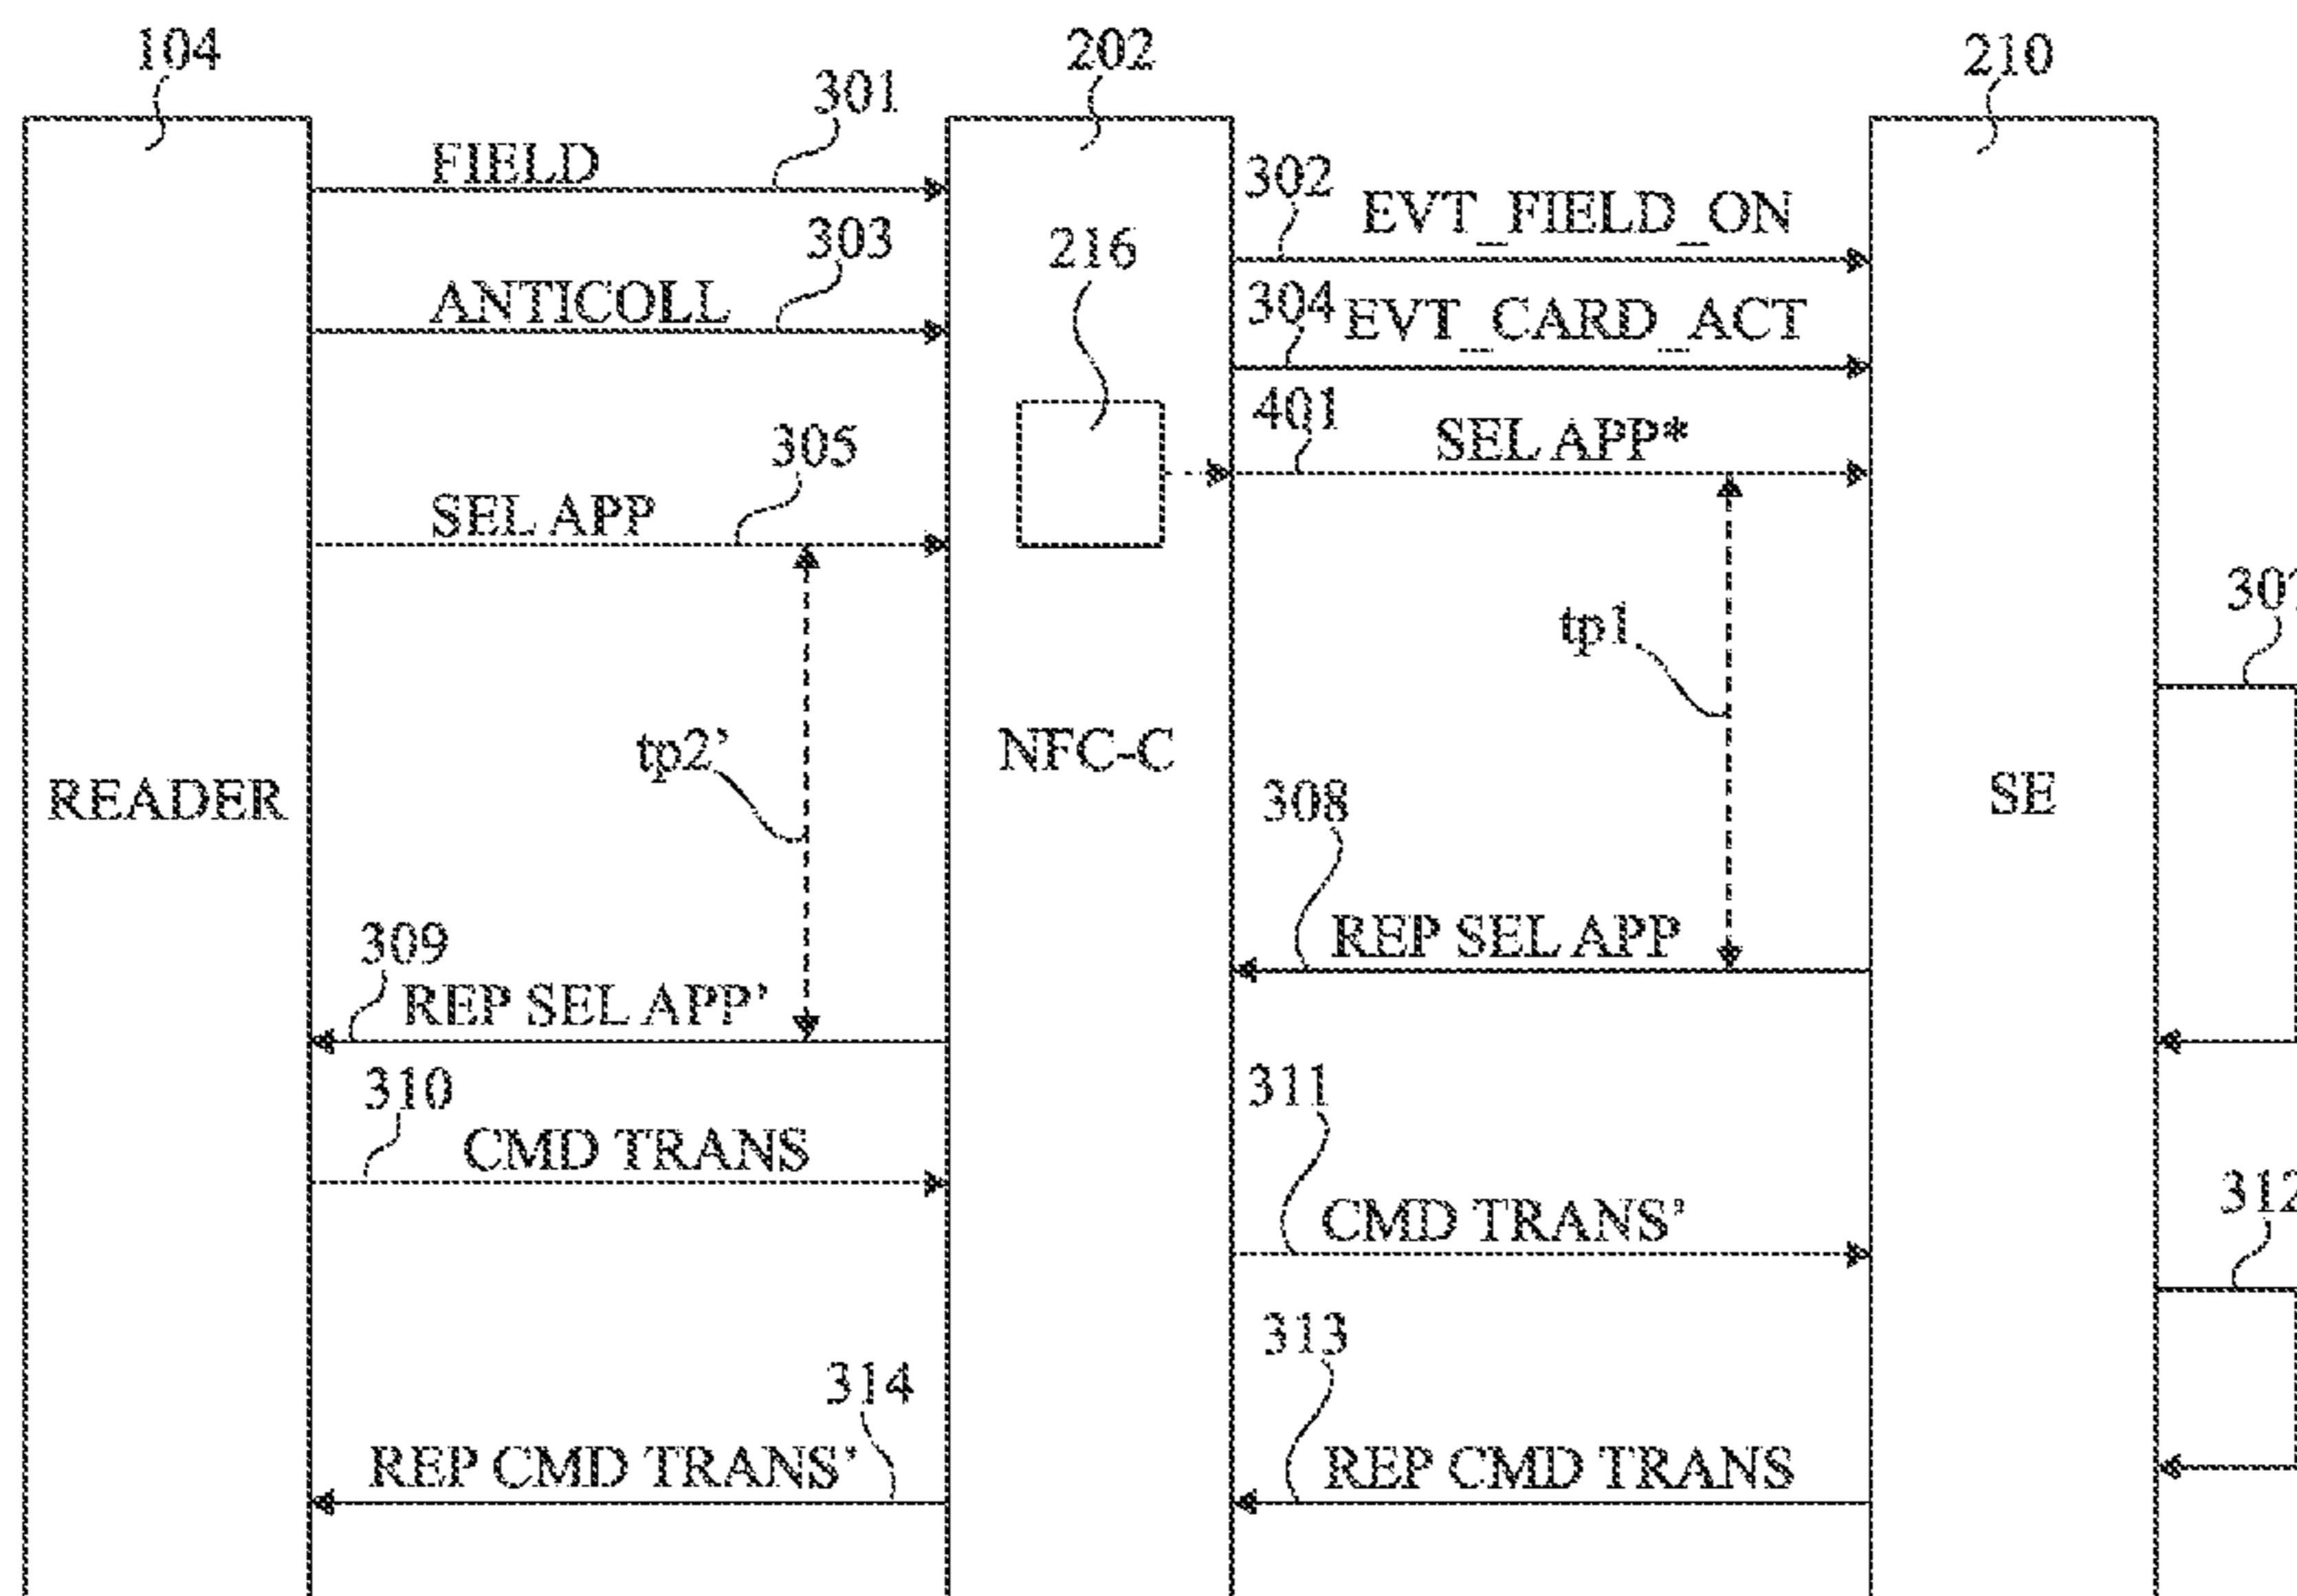 104
202
210
301
FIELD
302
EVT_FIELD_ON
303
216
ANTICOLL
304
EVT_CARD_ACT
401
SEL APP*
305
SEL APP
307
tp1
tp2'
NFC-C
READER
308
SE
309
REP SEL APP
REP SEL APP'
310
311
CMD TRANS
312
CMD TRANS'
313
314
REP CMD TRANS'
REP CMD TRANS